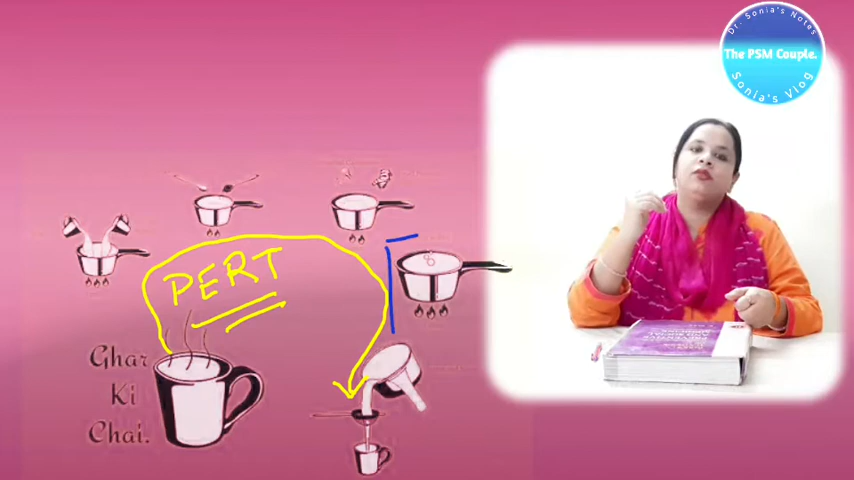 Dr. Sonia's Notes
The PSM Couple.
Sonia's Vlog
PERT
Ghar
Ki
Chai.